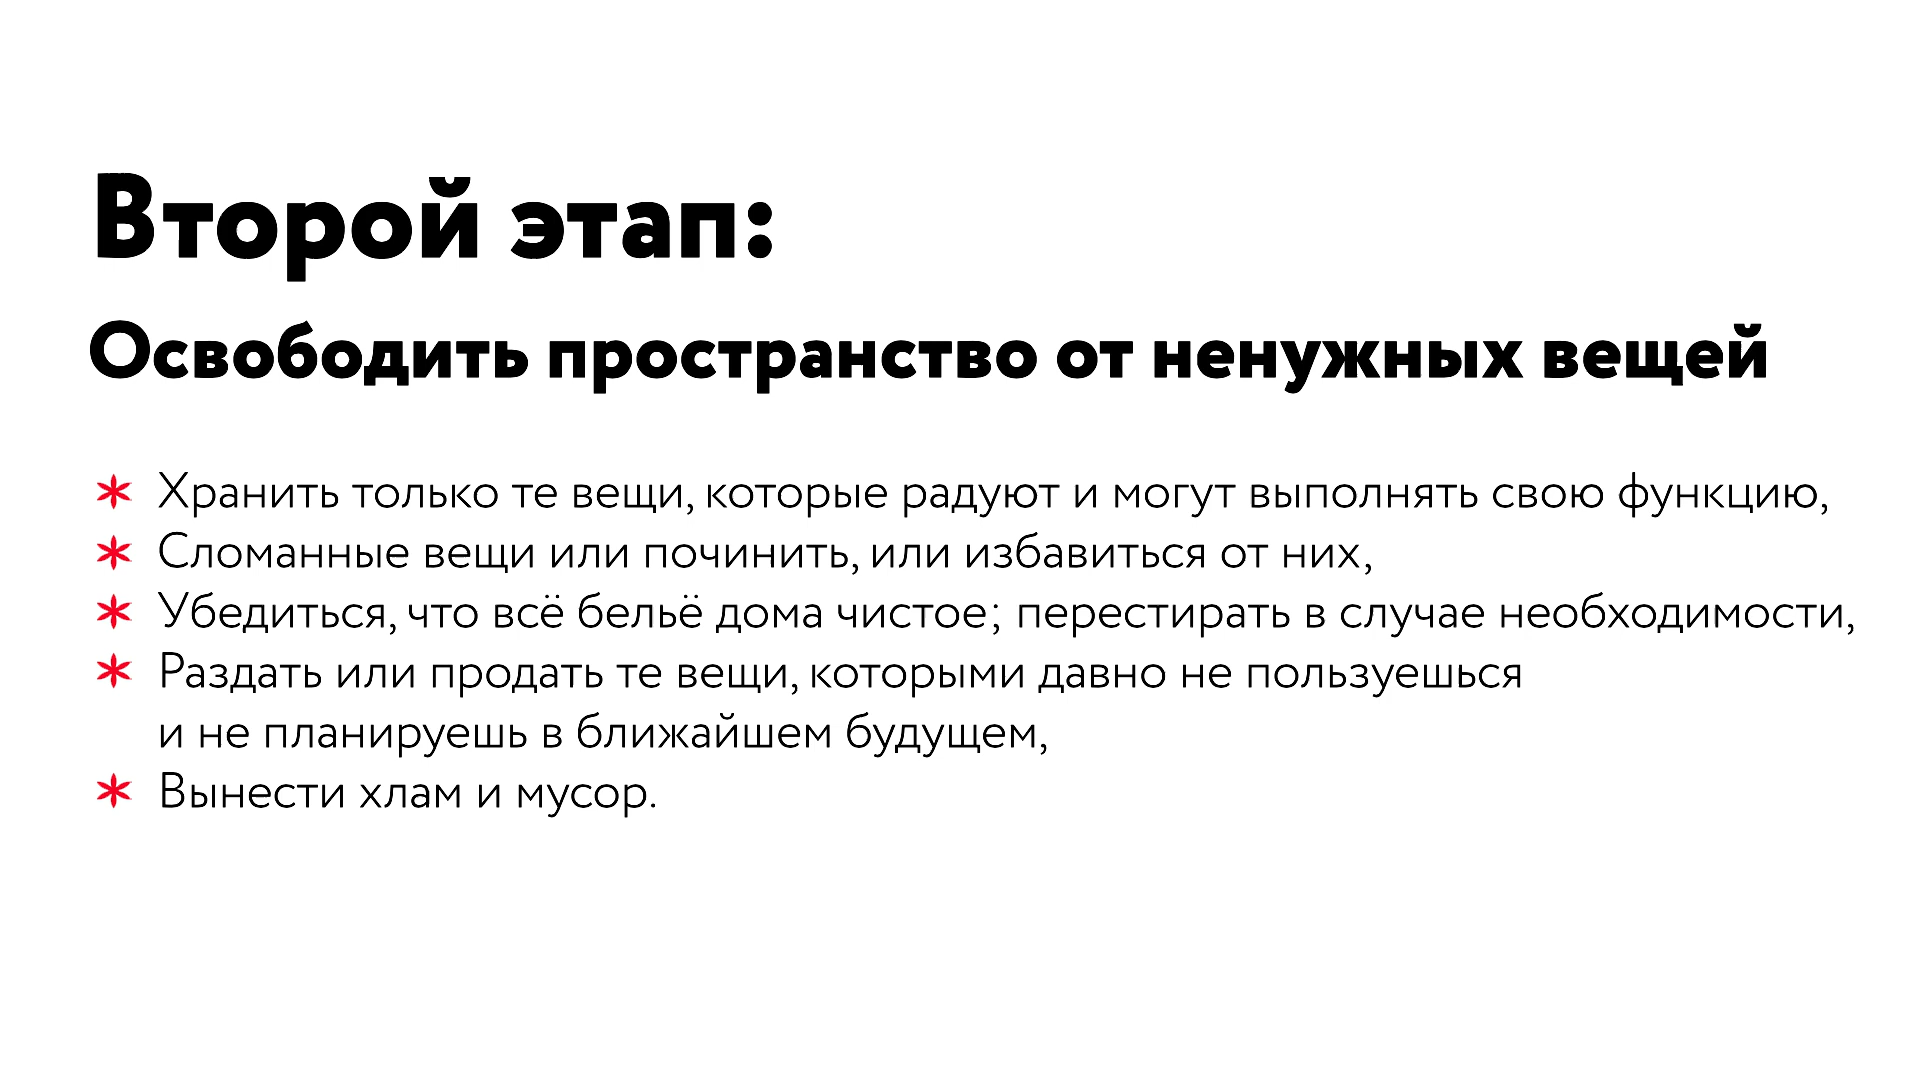 Второй этап:
Освободить пространство от ненужных вещей
* Хранить только те вещи, которые радуют и могут выполнять свою функцию,
* Сломанные вещи или починить, или избавиться от них,
* Убедиться, что всё бельё дома чистое; перестирать в случае необходимости,
* Раздать или продать те вещи, которыми давно не пользуешься
и не планируешь в ближайшем будущем,
* Вынести хлам и мусор.